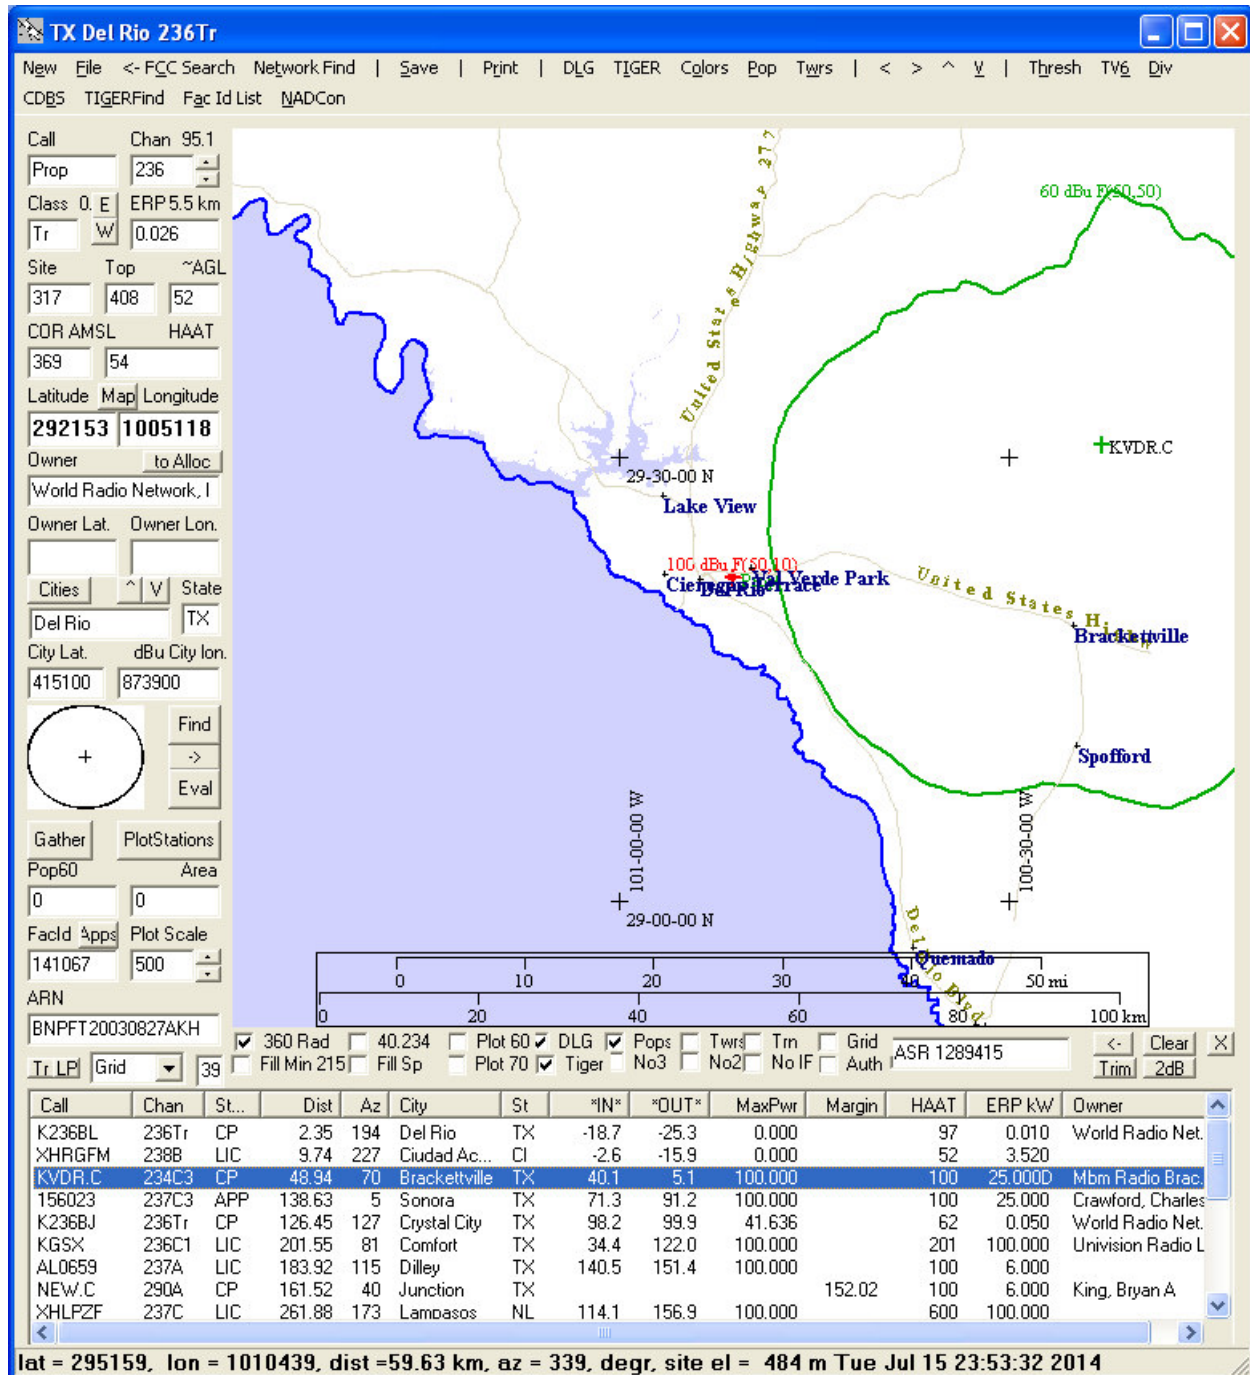 TX Del Rio 236Tr
New File <- FCC Search Network Find | Save | Print | DLG TIGER Colors Pop Twrs | < > ^ V | Thresh TV6 Div
CDBS TIGERFind Fac Id List NADCon
Call Chan 95.1
Prop 236
Class 0. E ERP 5.5 km
Tr W 0.026
Site Top ~AGL
317 408 52
COR AMSL HAAT
369 54
Latitude Map Longitude
292153 1005118
Owner to Alloc
World Radio Network, I
Owner Lat. Owner Lon.
Cities ^ V State
Del Rio TX
City Lat. dBu City lon.
415100 873900
Find
->
Eval
Gather PlotStations
Pop60 Area
0 0
FacId Apps Plot Scale
141067 500
ARN
BNPFT20030827AKH
Tr LP Grid 39
United States Highway 277
60 dBu F(50,50)
KVDR.C
29-30-00 N
Lake View
100 dBu F(50,10)
Cienegas Terrace
Del Rio
Val Verde Park
United States Highw
Brackettville
Spofford
101-00-00 W
100-30-00 W
29-00-00 N
Quemado
Del Rio Blvd
0 10 20 30 40 50 mi
0 20 40 60 80 100 km
360 Rad 40.234 Plot 60 DLG Pops Twrs Trn Grid
Fill Min 215 Fill Sp Plot 70 Tiger No3 No2 No IF Auth
ASR 1289415
<- Clear X
Trim 2dB
Call Chan St... Dist Az City St *IN* *OUT* MaxPwr Margin HAAT ERP kW Owner
K236BL 236Tr CP 2.35 194 Del Rio TX -18.7 -25.3 0.000 97 0.010 World Radio Net.
XHRGFM 238B LIC 9.74 227 Ciudad Ac... CI -2.6 -15.9 0.000 52 3.520
KVDR.C 234C3 CP 48.94 70 Brackettville TX 40.1 5.1 100.000 100 25.000D Mbm Radio Brac.
156023 237C3 APP 138.63 5 Sonora TX 71.3 91.2 100.000 100 25.000 Crawford, Charles
K236BJ 236Tr CP 126.45 127 Crystal City TX 98.2 99.9 41.636 62 0.050 World Radio Net.
KGSX 236C1 LIC 201.55 81 Comfort TX 34.4 122.0 100.000 201 100.000 Univision Radio L
AL0659 237A LIC 183.92 115 Dilley TX 140.5 151.4 100.000 100 6.000
NEW.C 290A CP 161.52 40 Junction TX 152.02 100 6.000 King, Bryan A
XHLPZF 237C LIC 261.88 173 Lampasos NL 114.1 156.9 100.000 600 100.000
lat = 295159, lon = 1010439, dist =59.63 km, az = 339, degr, site el = 484 m Tue Jul 15 23:53:32 2014